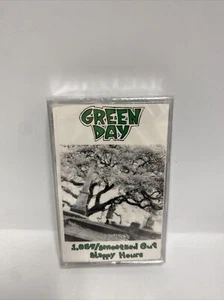 GREEN
DAY
1,039/Smoothed Out
Slappy Hours